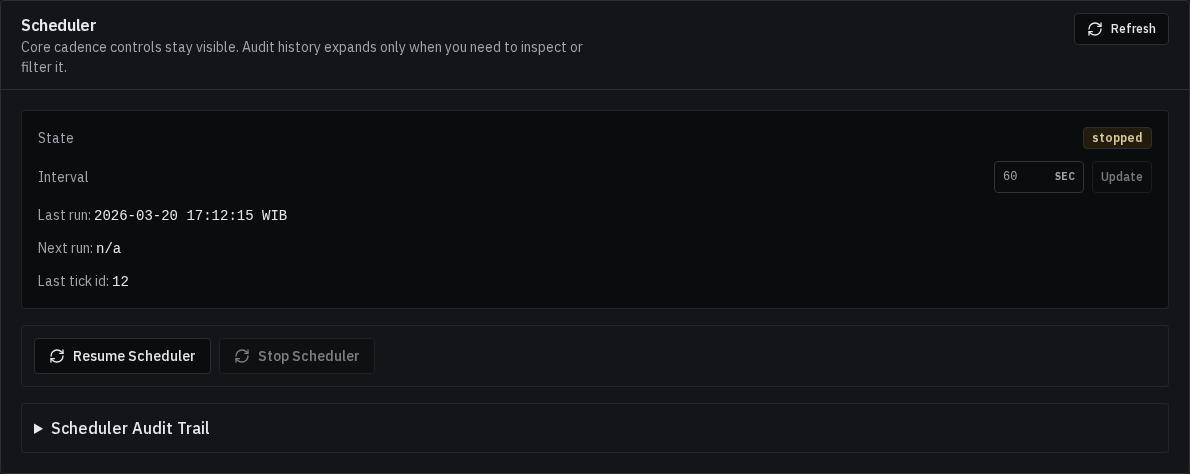 Scheduler
Core cadence controls stay visible. Audit history expands only when you need to inspect or
filter it.
Refresh
State
stopped
Interval
60 SEC
Update
Last run: 2026-03-20 17:12:15 WIB
Next run: n/a
Last tick id: 12
Resume Scheduler
Stop Scheduler
Scheduler Audit Trail